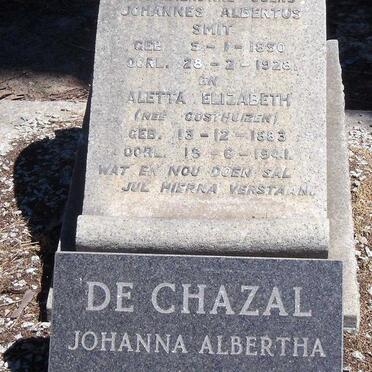 JOHANNES ALBERTUS
SMIT
GEB 5-1-1880
OORL. 28-2-1928
EN
ALETTA ELIZABETH
(NEE OOSTHUIZEN)
GEB. 13-12-1883
OORL. 15-6-1941.
WAT EK NOU DOEN SAL
JUL HIERNA VERSTAAN.
DE CHAZAL
JOHANNA ALBERTHA